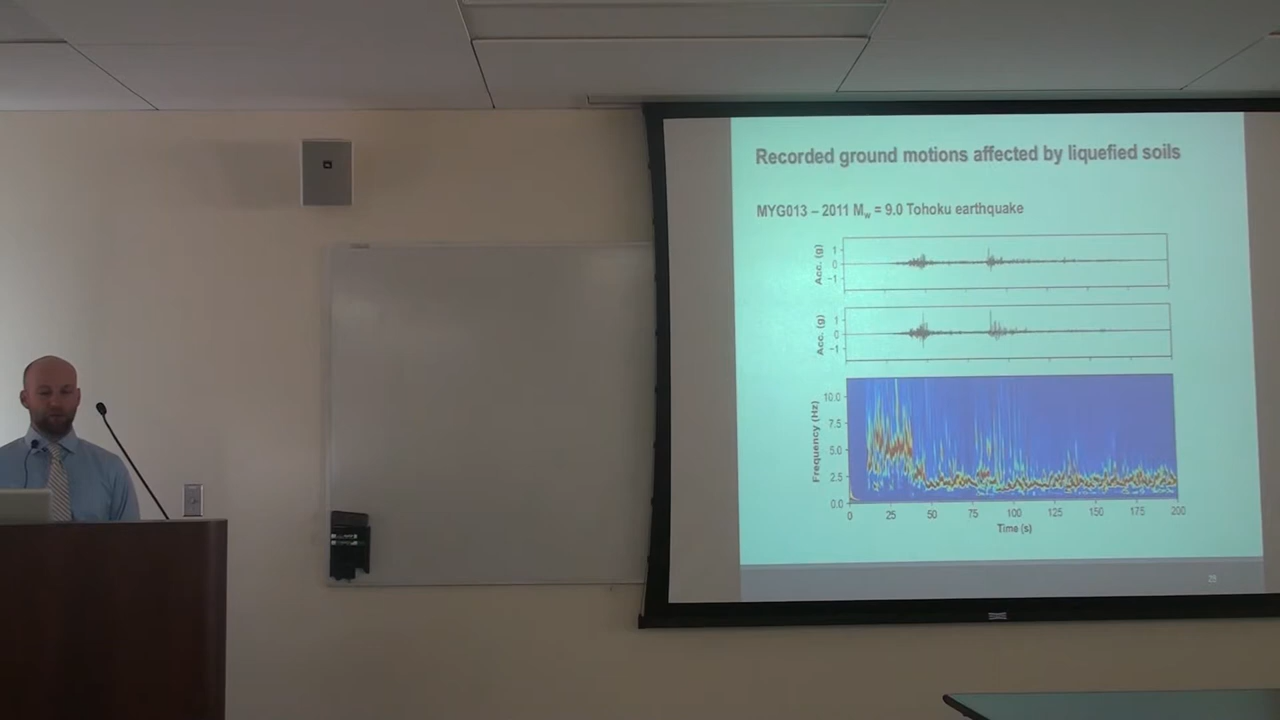 Recorded ground motions affected by liquefied soils
MYG013 – 2011 Mw = 9.0 Tohoku earthquake
Acc. (g)
1
0
−1
Acc. (g)
1
0
−1
Frequency (Hz)
10.0
7.5
5.0
2.5
0.0
0 25 50 75 100 125 150 175 200
Time (s)